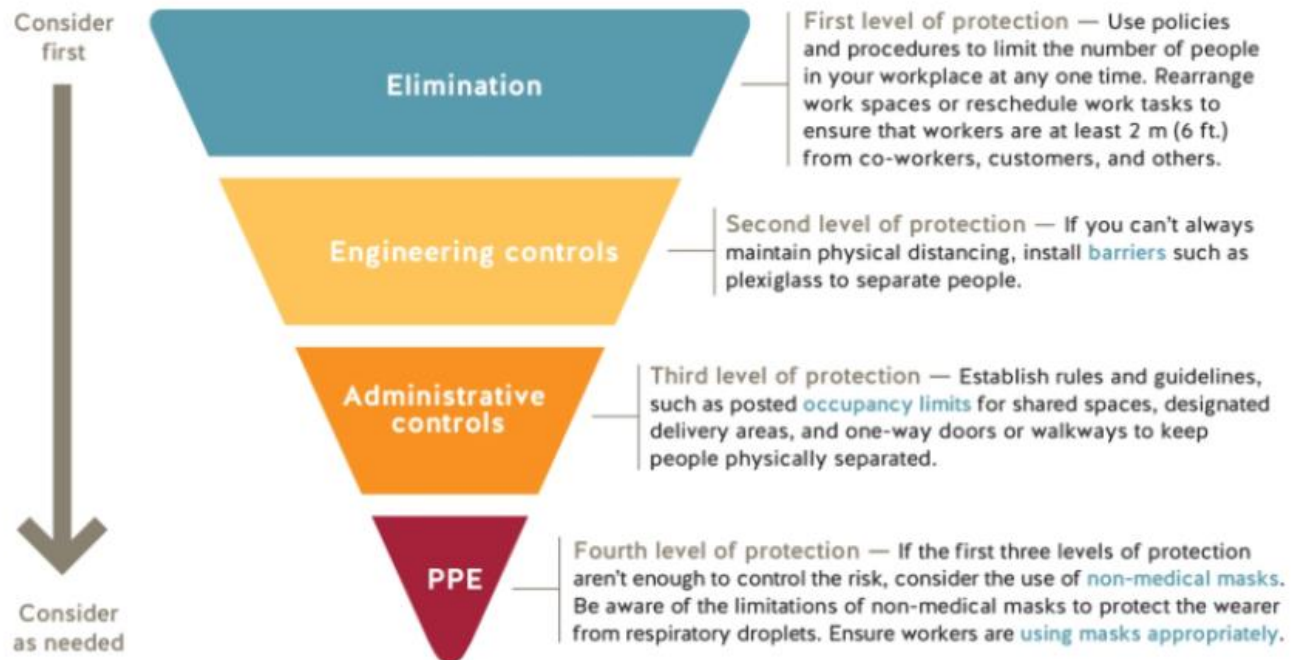 Consider
first
Elimination
First level of protection — Use policies
and procedures to limit the number of people
in your workplace at any one time. Rearrange
work spaces or reschedule work tasks to
ensure that workers are at least 2 m (6 ft.)
from co-workers, customers, and others.
Engineering controls
Second level of protection — If you can't always
maintain physical distancing, install barriers such as
plexiglass to separate people.
Administrative
controls
Third level of protection — Establish rules and guidelines,
such as posted occupancy limits for shared spaces, designated
delivery areas, and one-way doors or walkways to keep
people physically separated.
PPE
Fourth level of protection — If the first three levels of protection
aren't enough to control the risk, consider the use of non-medical masks.
Be aware of the limitations of non-medical masks to protect the wearer
from respiratory droplets. Ensure workers are using masks appropriately.
Consider
as needed